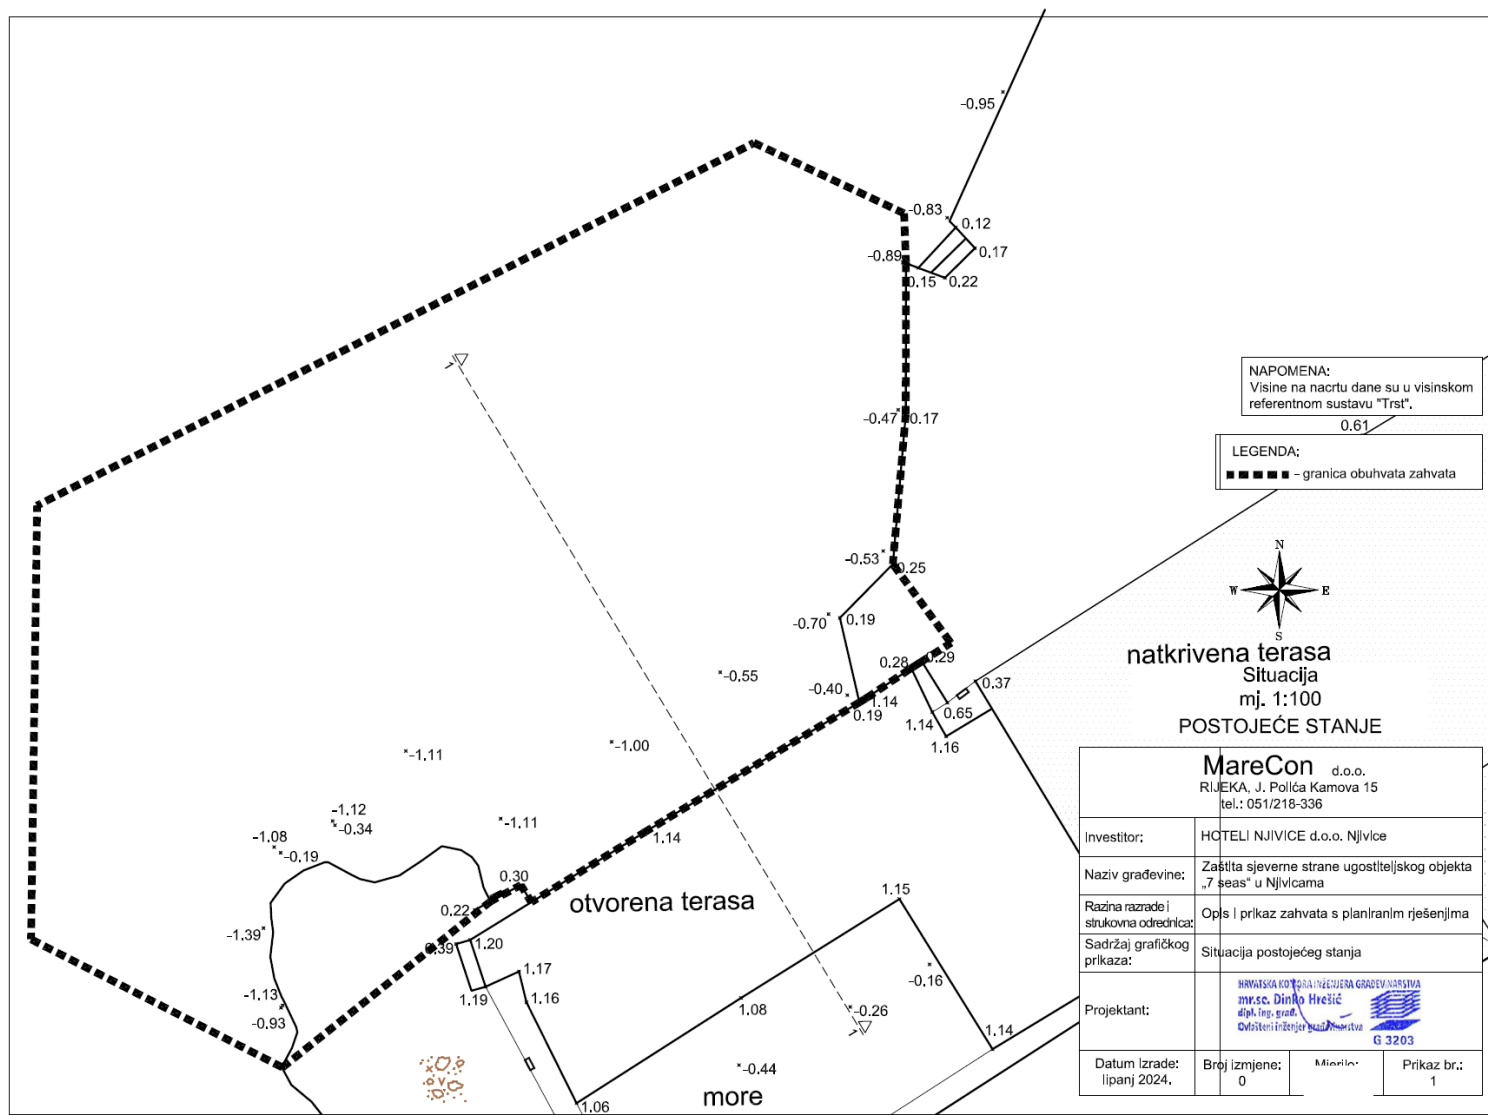 -0.95
-0.83
0.12
0.17
-0.89
0.15
0.22
1
NAPOMENA:
Visine na nacrtu dane su u visinskom
referentnom sustavu "Trst".
0.61
-0.47
0.17
LEGENDA:
- granica obuhvata zahvata
-0.53
0.25
N
W
E
S
-0.70
0.19
0.28
0.29
natkrivena terasa
Situacija
mj. 1:100
POSTOJEĆE STANJE
-0.55
-0.40
1.14
0.19
0.37
0.65
1.14
1.16
-1.11
-1.00
-1.12
-0.34
-1.08
-0.19
-1.11
1.14
0.30
0.22
otvorena terasa
1.15
-1.39
0.39
1.20
1.17
1.19
1.16
-1.13
-0.93
-0.16
1.08
-0.26
1
1.14
-0.44
1.06
more
MareCon d.o.o.
RIJEKA, J. Polića Kamova 15
tel.: 051/218-336
Investitor:
HOTELI NJIVICE d.o.o. Njivice
Naziv građevine:
Zaštita sjeverne strane ugostiteljskog objekta
„7 seas“ u Njivicama
Razina razrade i
strukovna odrednica:
Opis i prikaz zahvata s planiranim rješenjima
Sadržaj grafičkog
prikaza:
Situacija postojećeg stanja
Projektant:
HRVATSKA KOMORA INŽENJERA GRAĐEVINARSTVA
mr.sc. Dinko Hrešić
dipl. ing. građ.
Ovlašteni inženjer građevinarstva
G 3203
Datum izrade:
lipanj 2024.
Broj izmjene:
0
Mjerilo:
Prikaz br.:
1